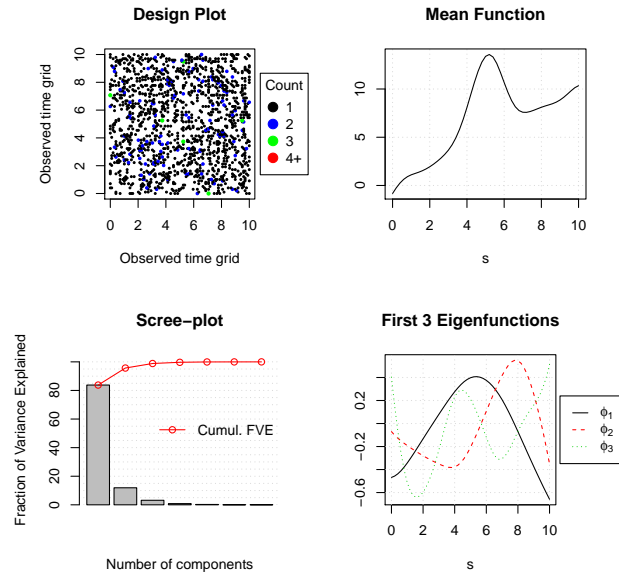 Design Plot
Observed time grid
0 2 4 6 8 10
0 2 4 6 8 10
Observed time grid
Count
1
2
3
4+
Mean Function
0 5 10
0 2 4 6 8 10
s
Scree−plot
Fraction of Variance Explained
0 20 40 60 80
Cumul. FVE
Number of components
First 3 Eigenfunctions
−0.6 −0.2 0.2
0 2 4 6 8 10
s
ϕ1
ϕ2
ϕ3